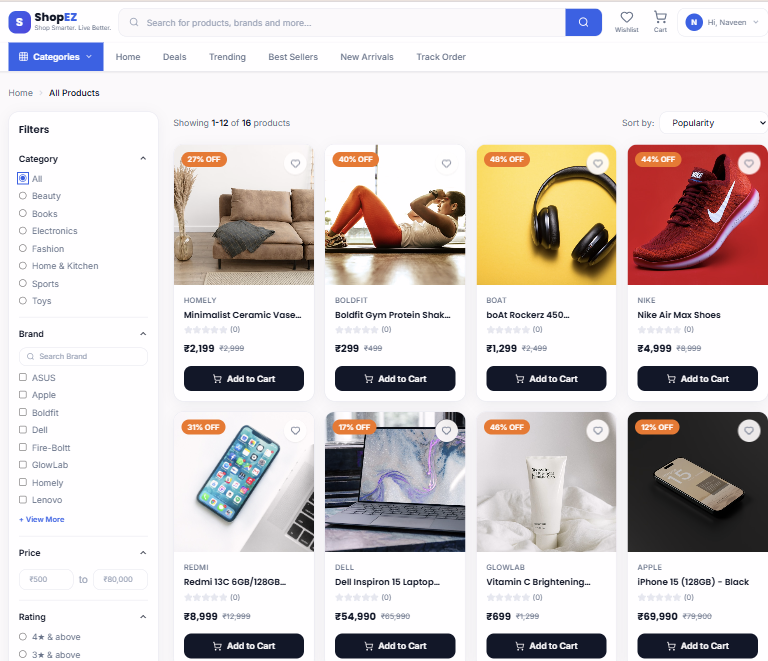 S ShopEZ
Shop Smarter. Live Better.
Search for products, brands and more...
Wishlist
Cart
N Hi, Naveen
Categories
Home
Deals
Trending
Best Sellers
New Arrivals
Track Order
Home > All Products
Filters
Category
All
Beauty
Books
Electronics
Fashion
Home & Kitchen
Sports
Toys
Brand
Search Brand
ASUS
Apple
Boldfit
Dell
Fire-Boltt
GlowLab
Homely
Lenovo
+ View More
Price
₹500 to ₹80,000
Rating
4★ & above
3★ & above
Showing 1-12 of 16 products
Sort by: Popularity
27% OFF
HOMELY
Minimalist Ceramic Vase...
(0)
₹2,199 ₹2,999
Add to Cart
40% OFF
BOLDFIT
Boldfit Gym Protein Shak...
(0)
₹299 ₹499
Add to Cart
48% OFF
BOAT
boAt Rockerz 450...
(0)
₹1,299 ₹2,499
Add to Cart
44% OFF
NIKE
Nike Air Max Shoes
(0)
₹4,999 ₹8,999
Add to Cart
31% OFF
REDMI
Redmi 13C 6GB/128GB...
(0)
₹8,999 ₹12,999
Add to Cart
17% OFF
DELL
Dell Inspiron 15 Laptop...
(0)
₹54,990 ₹65,990
Add to Cart
46% OFF
GLOWLAB
Vitamin C Brightening...
(0)
₹699 ₹1,299
Add to Cart
12% OFF
15
APPLE
iPhone 15 (128GB) - Black
(0)
₹69,990 ₹79,900
Add to Cart